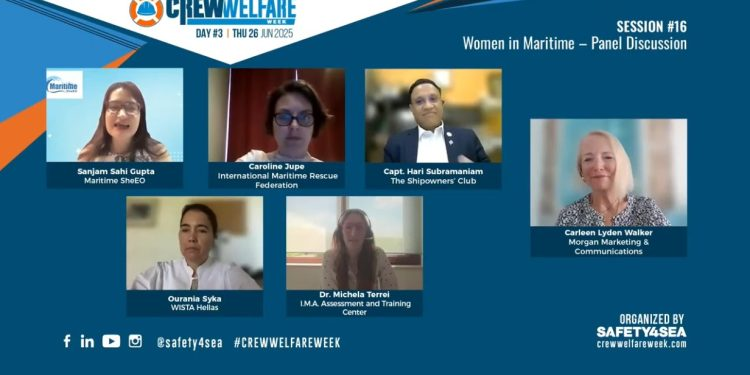 CREWWELFARE
WEEK
DAY #3 | THU 26 JUN 2025
SESSION #16
Women in Maritime – Panel Discussion
Maritime
Sanjam Sahi Gupta
Maritime SheEO
Caroline Jupe
International Maritime Rescue
Federation
Capt. Hari Subramaniam
The Shipowners' Club
Carleen Lyden Walker
Morgan Marketing &
Communications
Ourania Syka
WISTA Hellas
Dr. Michela Terrei
I.M.A. Assessment and Training
Center
@safety4sea
#CREWWELFAREWEEK
ORGANIZED BY
SAFETY4SEA
crewwelfareweek.com